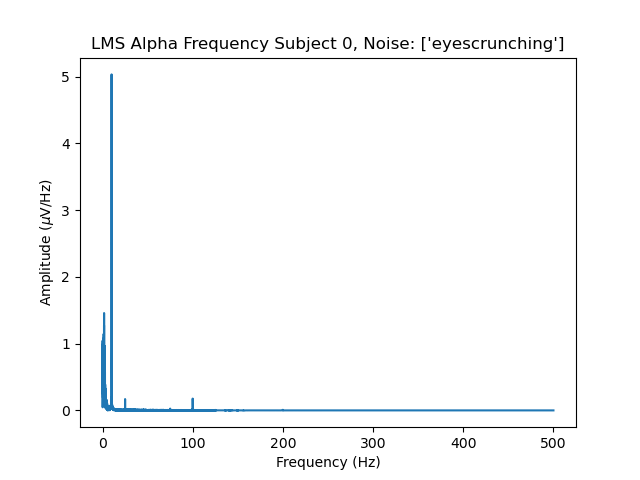 LMS Alpha Frequency Subject 0, Noise: ['eyescrunching']
5
4
3
2
1
0
Amplitude (μV/Hz)
0 100 200 300 400 500
Frequency (Hz)